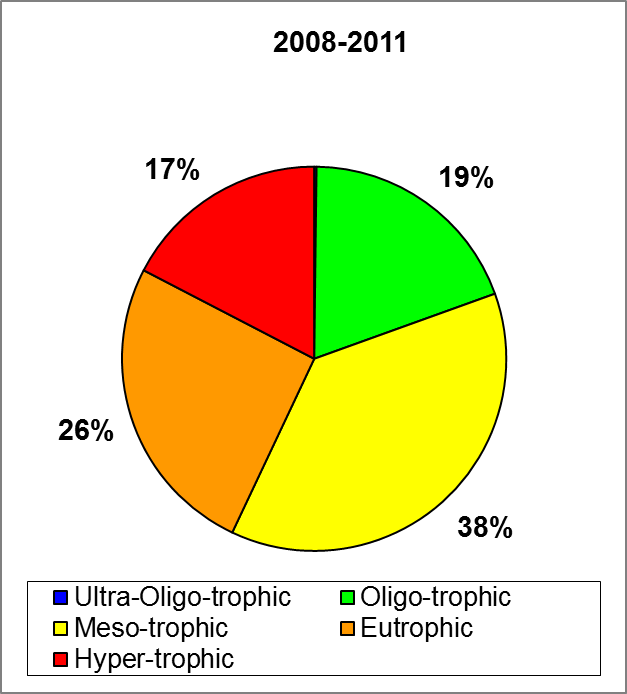 2008-2011
17%
19%
26%
38%
Ultra-Oligo-trophic
Oligo-trophic
Meso-trophic
Eutrophic
Hyper-trophic